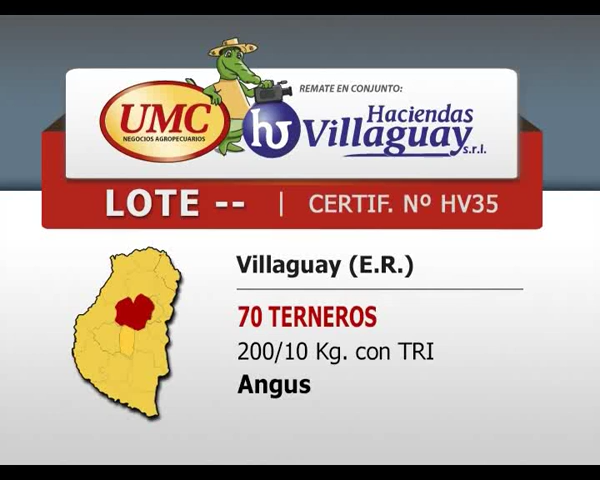 UMC
NEGOCIOS AGROPECUARIOS
REMATE EN CONJUNTO:
hv
Haciendas
Villaguay
s.r.l.
LOTE -- | CERTIF. Nº HV35
Villaguay (E.R.)
70 TERNEROS
200/10 Kg. con TRI
Angus